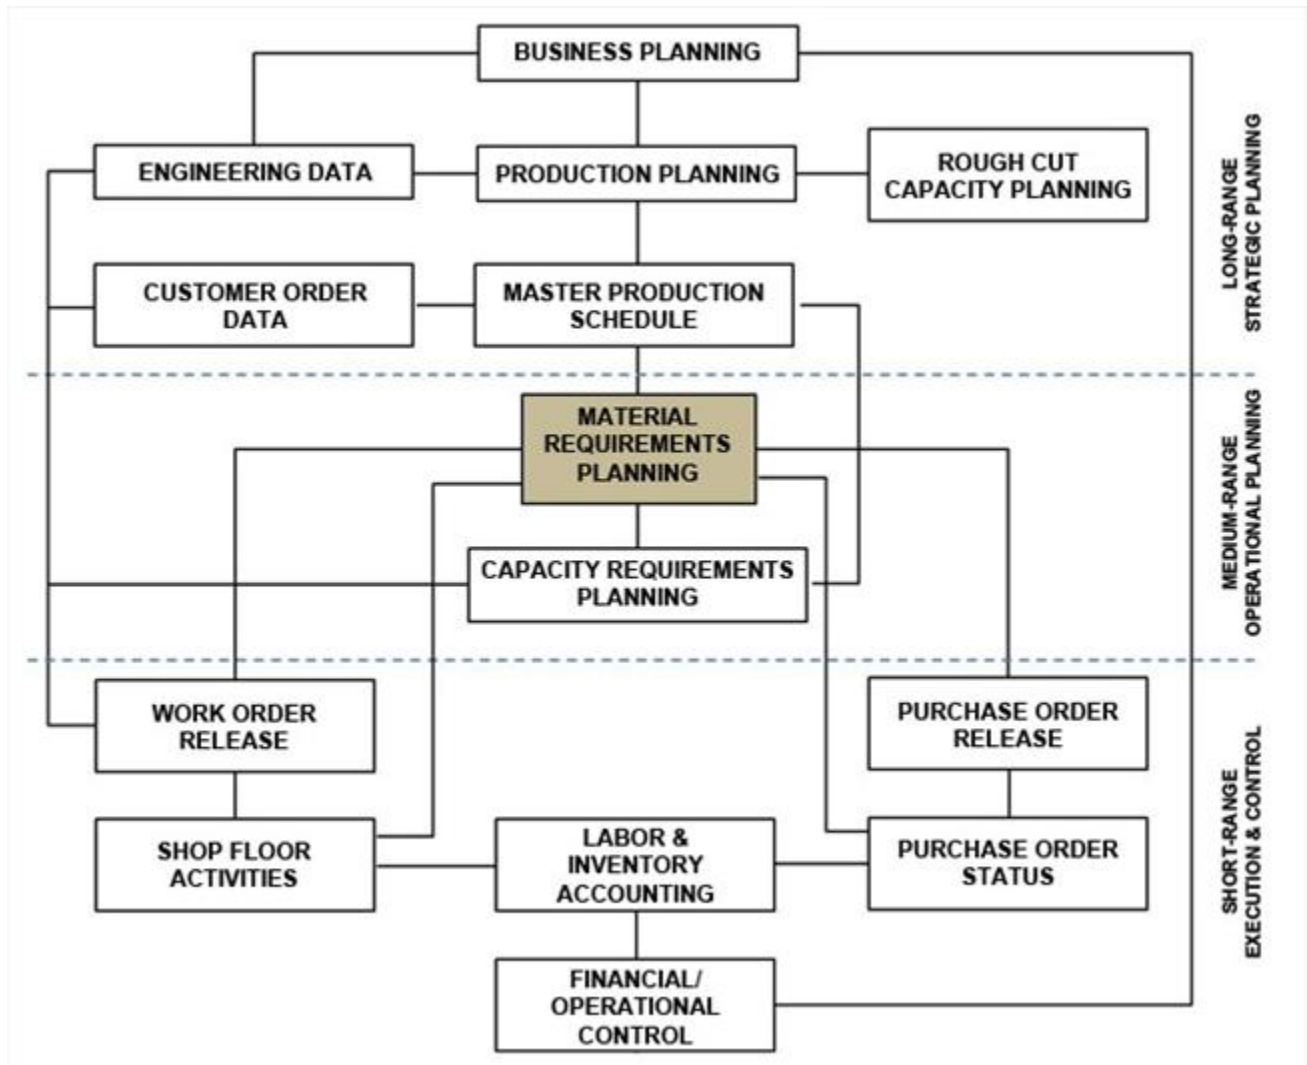 BUSINESS PLANNING
ENGINEERING DATA
PRODUCTION PLANNING
ROUGH CUT
CAPACITY PLANNING
CUSTOMER ORDER
DATA
MASTER PRODUCTION
SCHEDULE
LONG-RANGE
STRATEGIC PLANNING
MATERIAL
REQUIREMENTS
PLANNING
CAPACITY REQUIREMENTS
PLANNING
MEDIUM-RANGE
OPERATIONAL PLANNING
WORK ORDER
RELEASE
PURCHASE ORDER
RELEASE
SHOP FLOOR
ACTIVITIES
LABOR &
INVENTORY
ACCOUNTING
PURCHASE ORDER
STATUS
FINANCIAL/
OPERATIONAL
CONTROL
SHORT-RANGE
EXECUTION & CONTROL